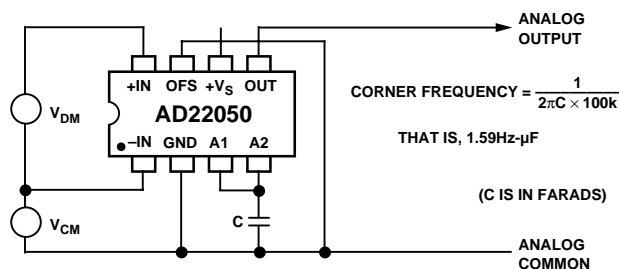 ANALOG
OUTPUT
+IN OFS +VS OUT
CORNER FREQUENCY = 1
2πC × 100k
VDM
AD22050
THAT IS, 1.59Hz-µF
–IN GND A1 A2
(C IS IN FARADS)
VCM
C
ANALOG
COMMON